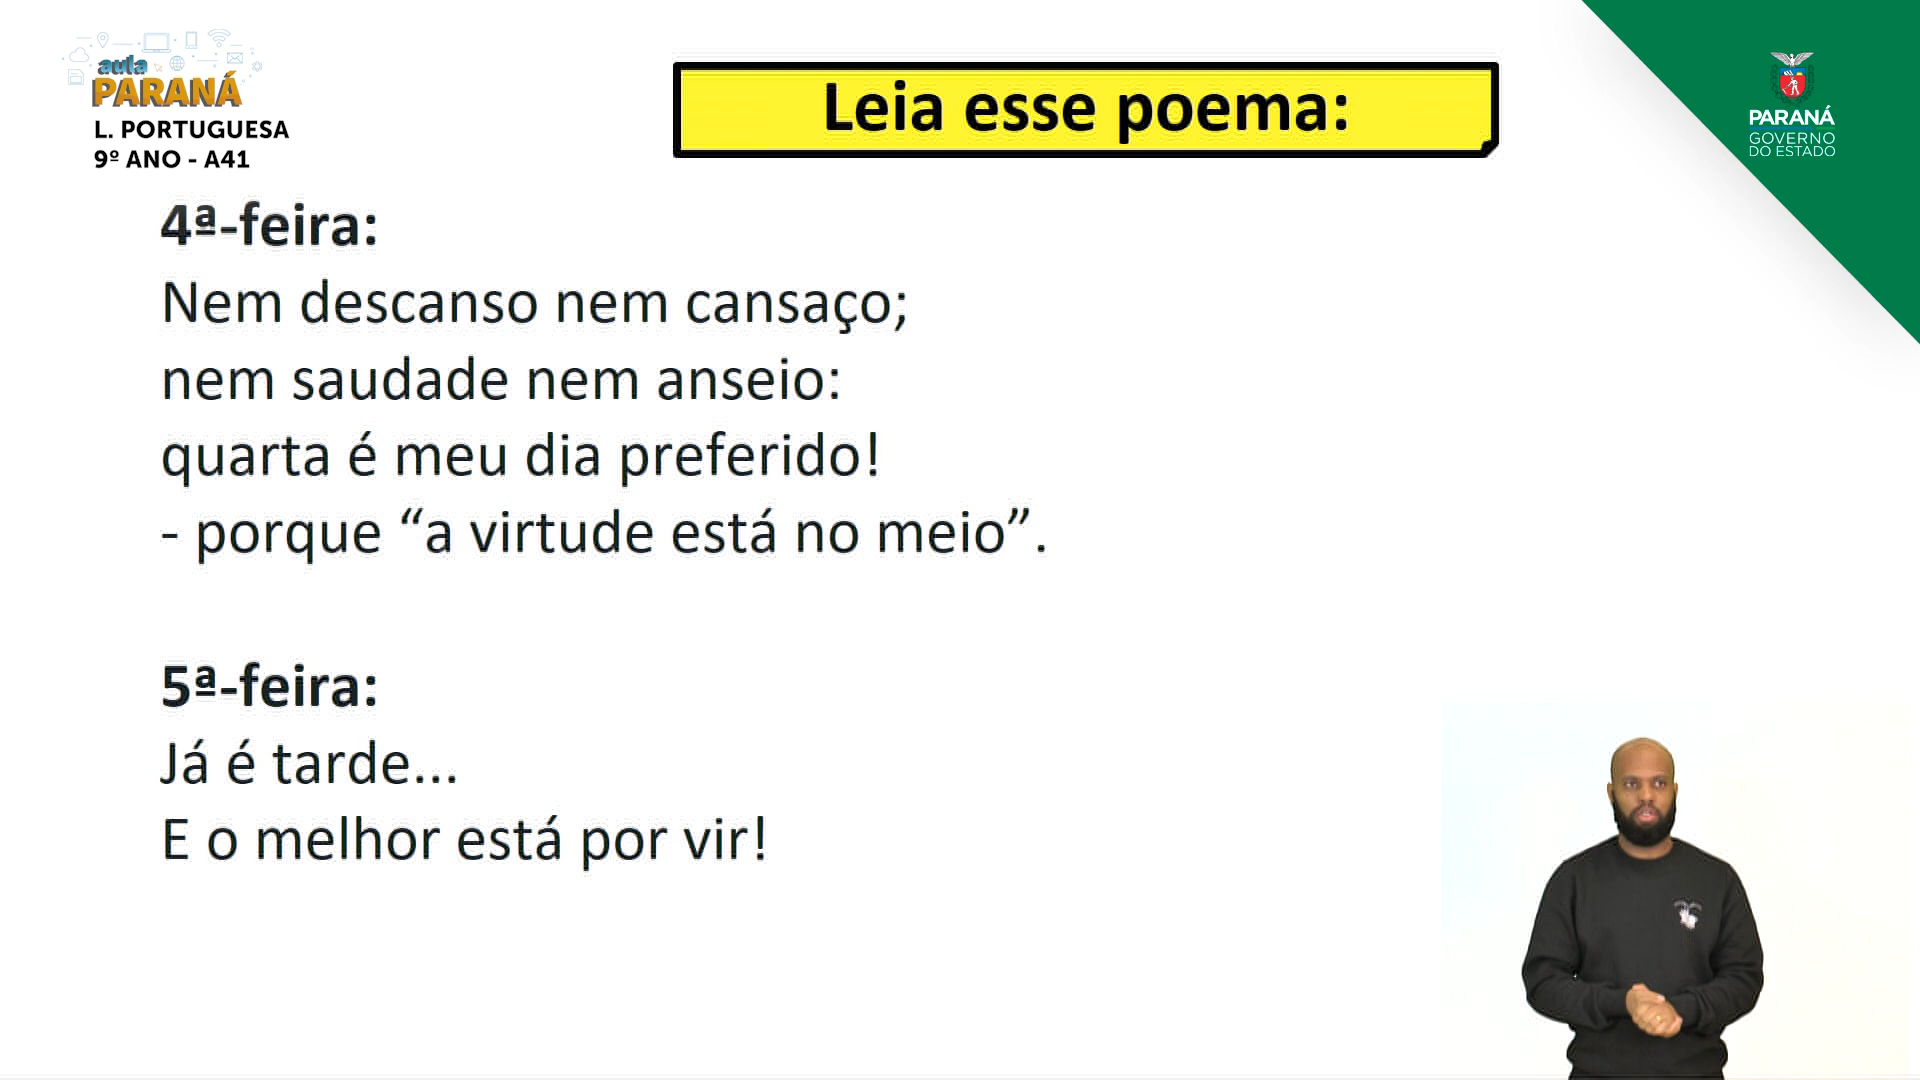 aula
PARANÁ
L. PORTUGUESA
9º ANO - A41
Leia esse poema:
PARANÁ
GOVERNO
DO ESTADO
4ª-feira:
Nem descanso nem cansaço;
nem saudade nem anseio:
quarta é meu dia preferido!
- porque “a virtude está no meio”.
5ª-feira:
Já é tarde...
E o melhor está por vir!